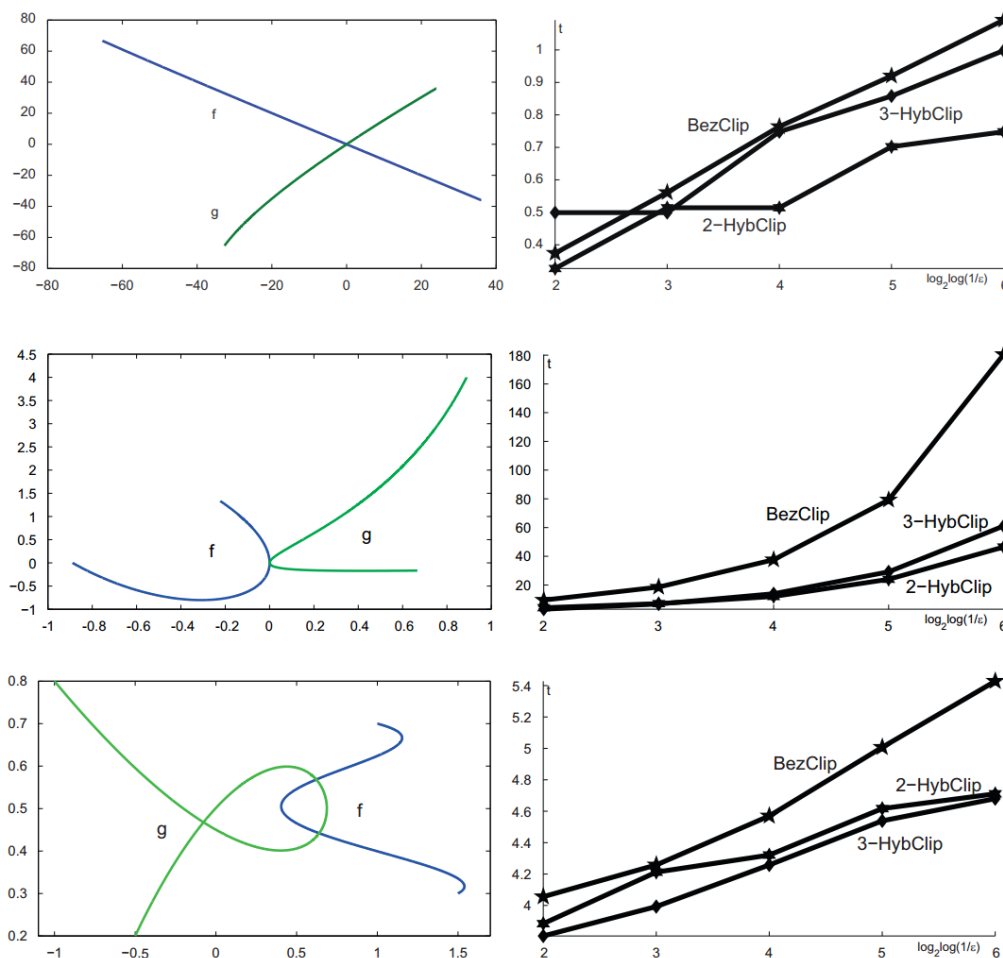 80
60
40
20
0
−20
−40
−60
−80
−80 −60 −40 −20 0 20 40
f
g
t
1
0.9
0.8
0.7
0.6
0.5
0.4
BezClip
3−HybClip
2−HybClip
2 3 4 5 6
log₂log(1/ε)
4.5
4
3.5
3
2.5
2
1.5
1
0.5
0
−0.5
−1
−1 −0.8 −0.6 −0.4 −0.2 0 0.2 0.4 0.6 0.8 1
f
g
180
160
140
120
100
80
60
40
20
t
BezClip
3−HybClip
2−HybClip
2 3 4 5 6
log₂log(1/ε)
0.8
0.7
0.6
0.5
0.4
0.3
0.2
−1 −0.5 0 0.5 1 1.5
g
f
5.4
5.2
5
4.8
4.6
4.4
4.2
4
t
BezClip
2−HybClip
3−HybClip
2 3 4 5 6
log₂log(1/ε)